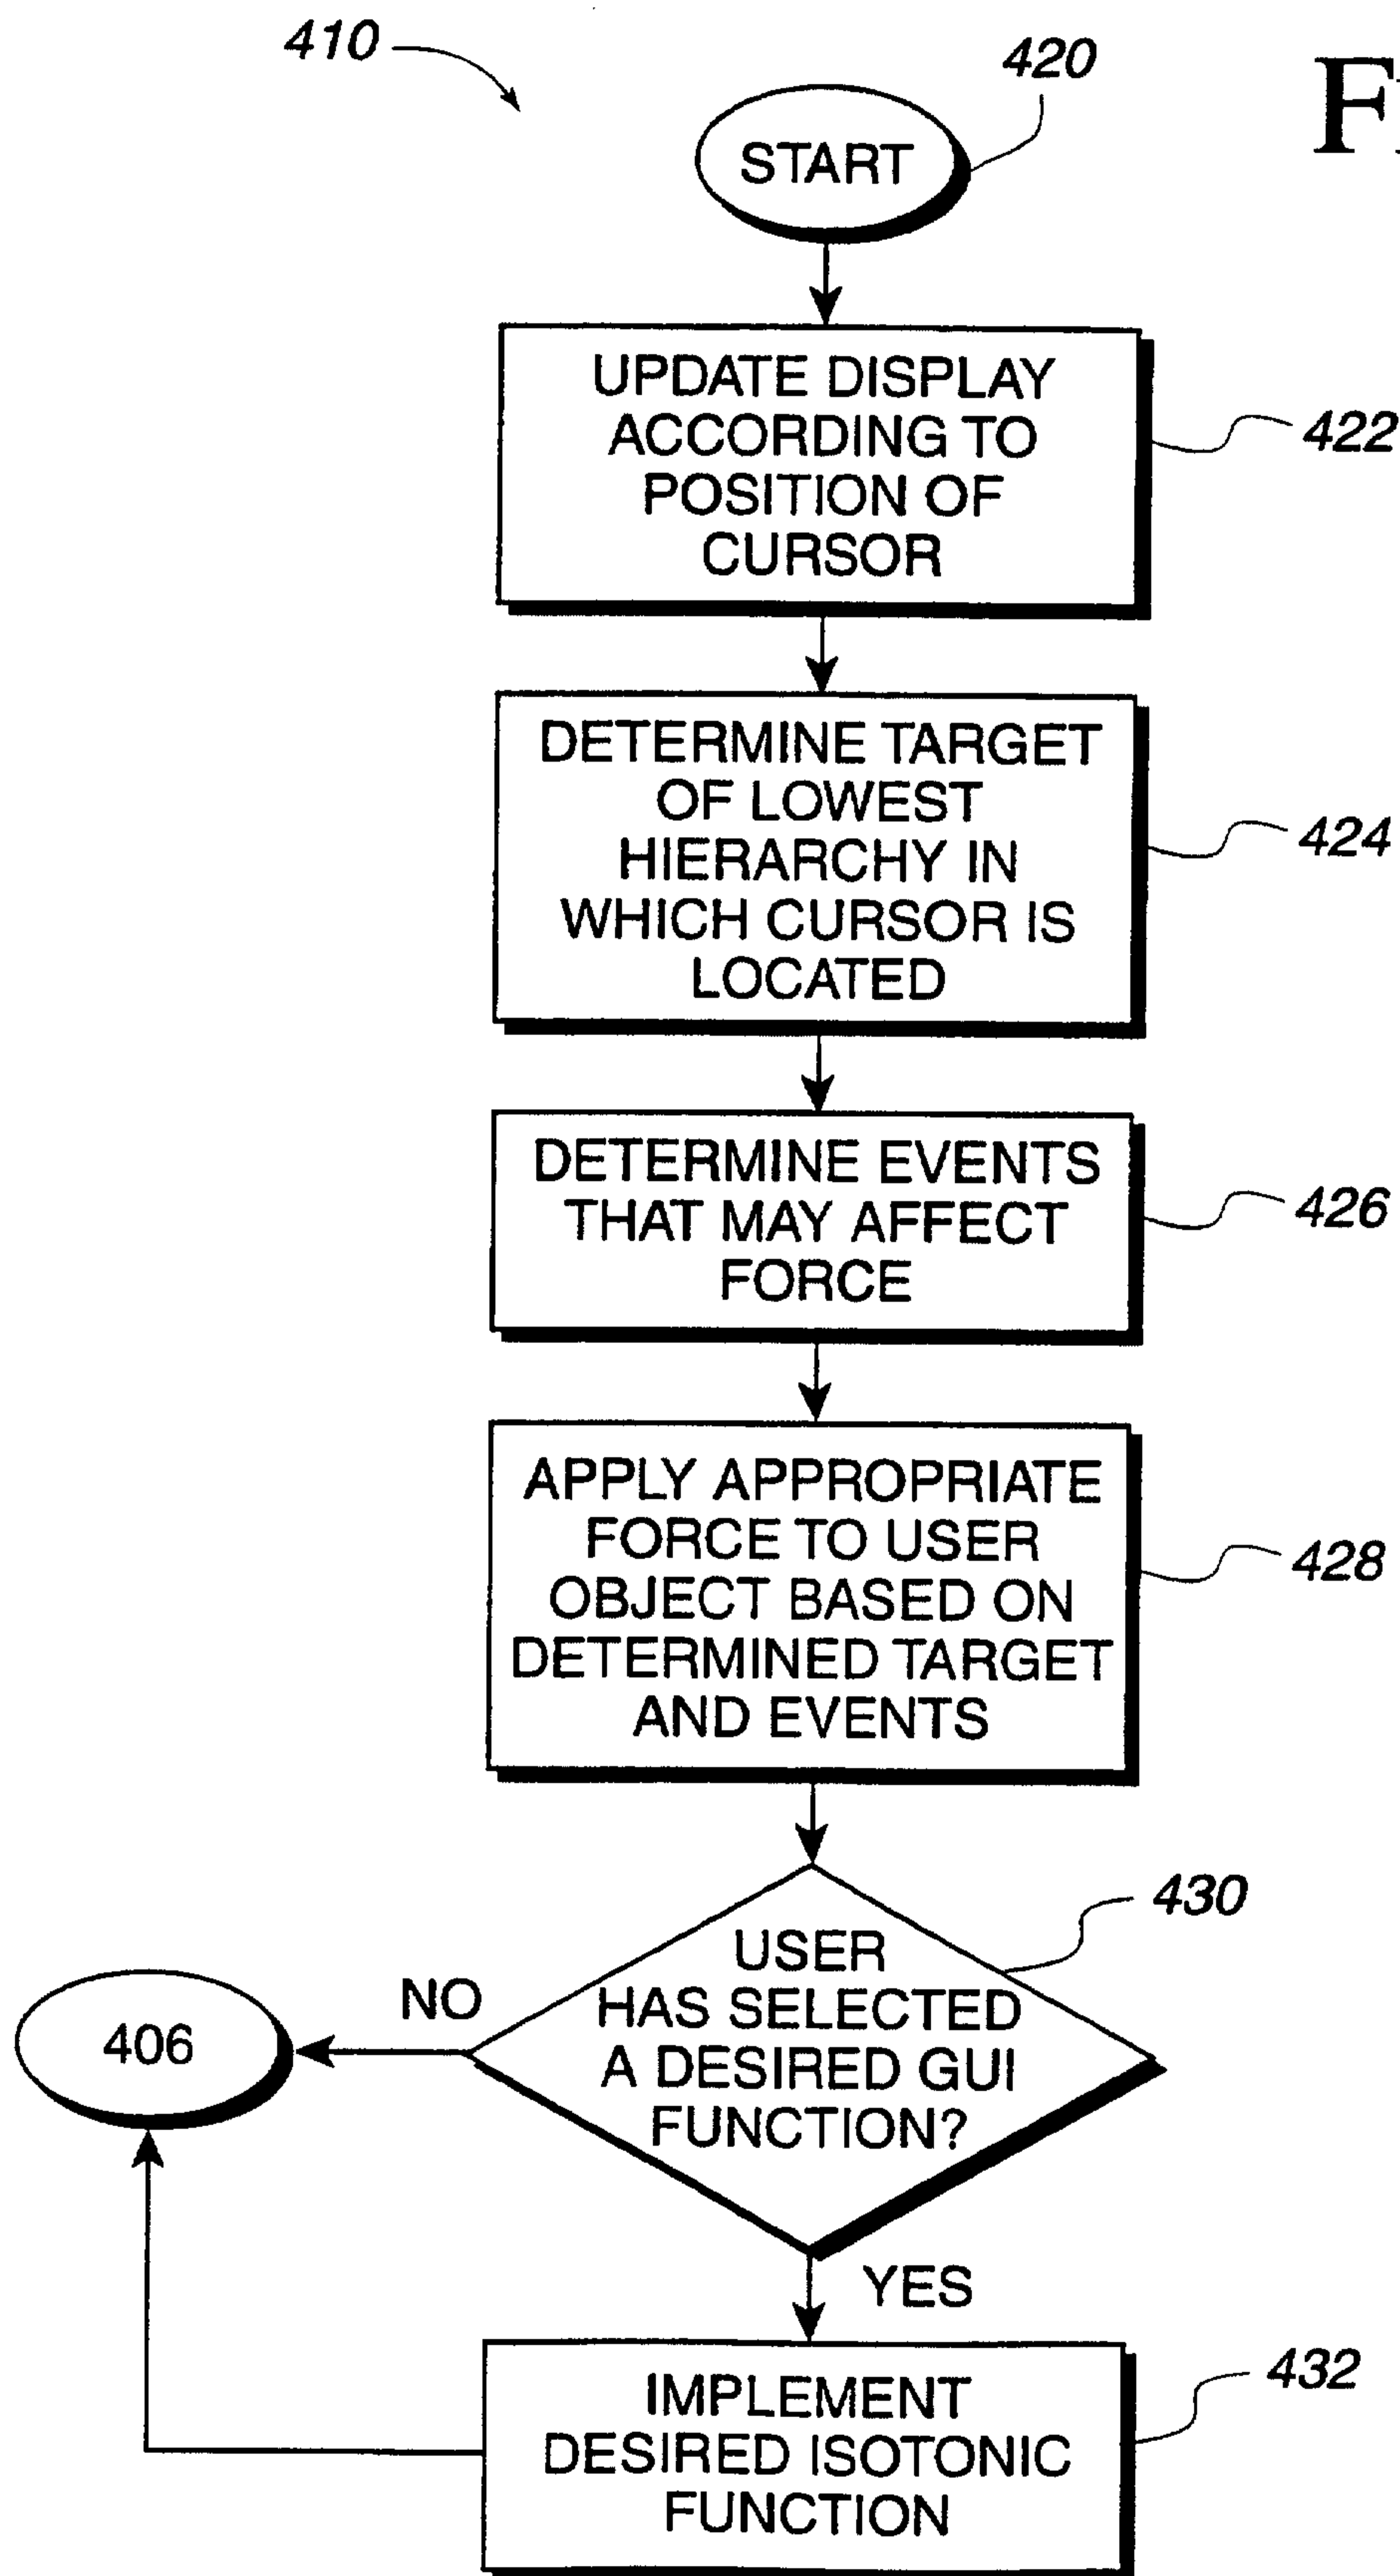 410
420
START
UPDATE DISPLAY
ACCORDING TO
POSITION OF
CURSOR
422
DETERMINE TARGET
OF LOWEST
HIERARCHY IN
WHICH CURSOR IS
LOCATED
424
DETERMINE EVENTS
THAT MAY AFFECT
FORCE
426
APPLY APPROPRIATE
FORCE TO USER
OBJECT BASED ON
DETERMINED TARGET
AND EVENTS
428
430
USER
HAS SELECTED
A DESIRED GUI
FUNCTION?
NO
406
YES
IMPLEMENT
DESIRED ISOTONIC
FUNCTION
432